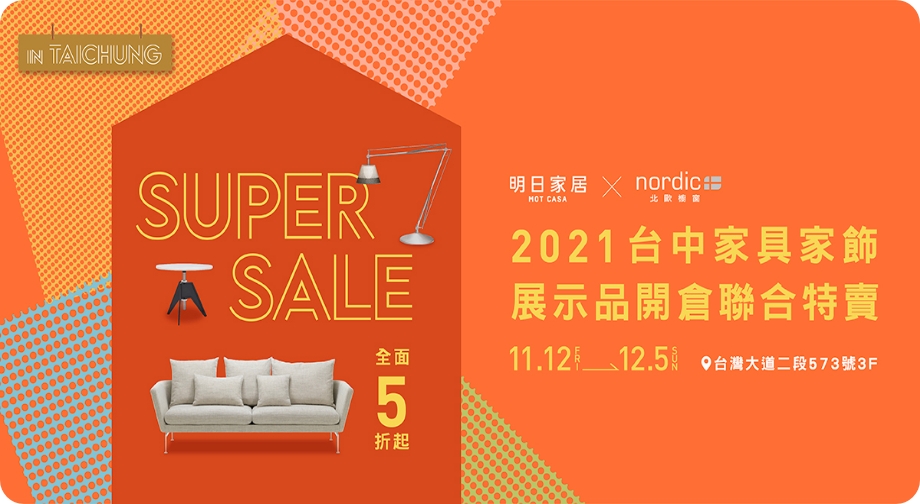 IN TAICHUNG
SUPER
SALE
全面
5
折起
明日家居 × nordic
MOT CASA 北歐櫥窗
2021台中家具家飾
展示品開倉聯合特賣
11.12 FRI 12.5 SUN 台灣大道二段573號3F